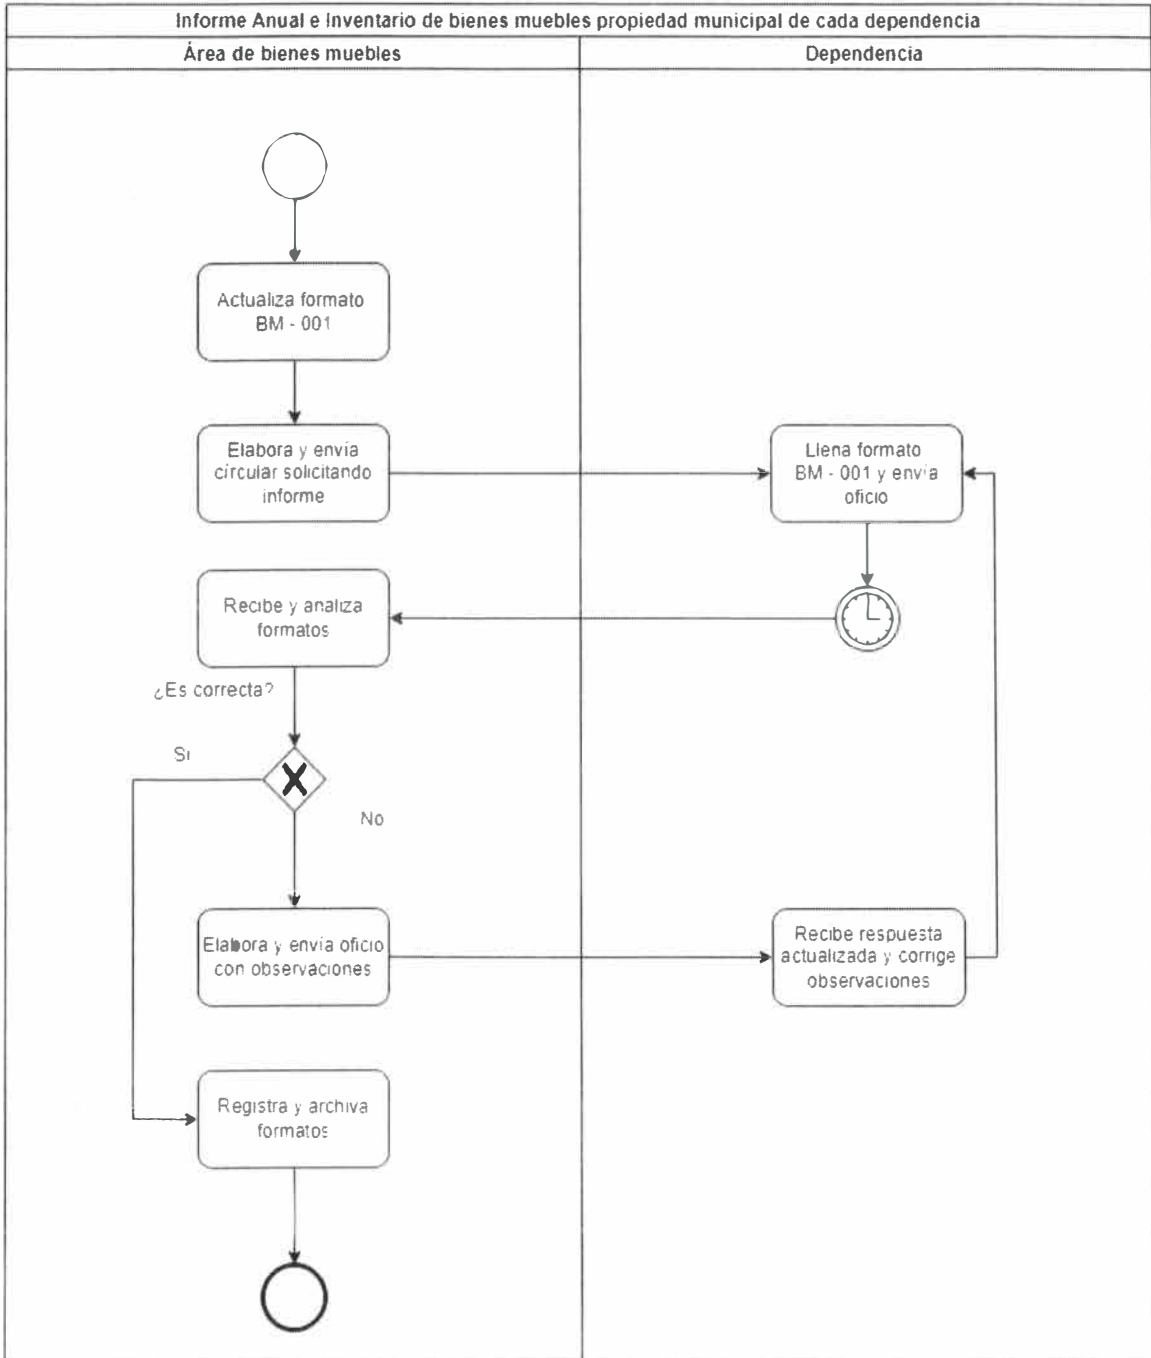 Informe Anual e Inventario de bienes muebles propiedad municipal de cada dependencia
Área de bienes muebles
Dependencia
Actualiza formato
BM - 001
Elabora y envía
círcular solicitando
informe
Llena formato
BM - 001 y envía
oficio
Recibe y analiza
formatos
¿Es correcta?
Si
No
Elabora y envía oficio
con observaciones
Recibe respuesta
actualizada y corrige
observaciones
Registra y archiva
formatos